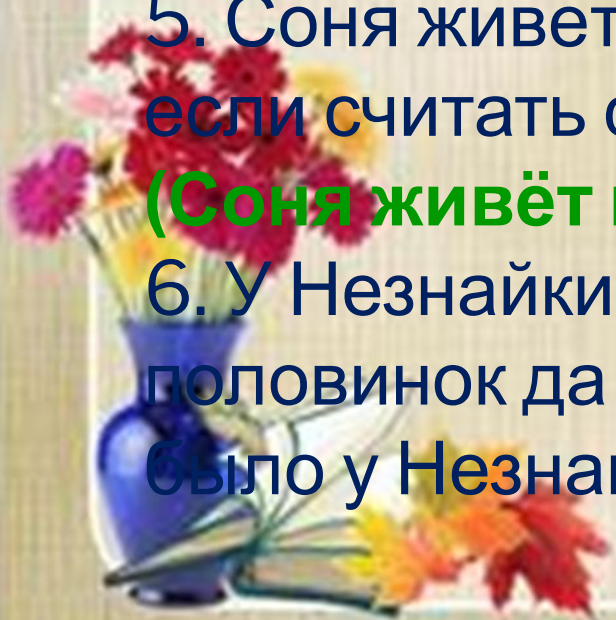 5. Соня живет
если считать
(Соня живёт
6. У Незнайки
половинок да
было у Незна